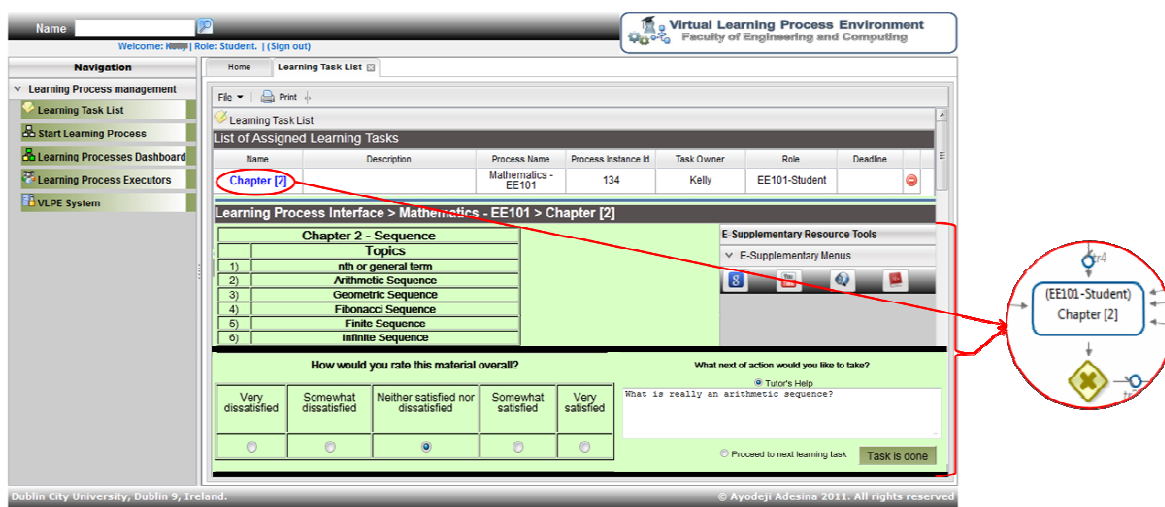 Name
Virtual Learning Process Environment
Faculty of Engineering and Computing
Welcome: | Role: Student. | (Sign out)
Navigation
Learning Process management
Learning Task List
Start Learning Process
Learning Processes Dashboard
Learning Process Executors
VLPE System
Home Learning Task List
File Print
Learning Task List
List of Assigned Learning Tasks
Name Description Process Name Process Instance Id Task Owner Role Deadline
Chapter [2] Mathematics - EE101 134 Kelly EE101-Student
Learning Process Interface > Mathematics - EE101 > Chapter [2]
Chapter 2 - Sequence
Topics
1) nth or general term
2) Arithmetic Sequence
3) Geometric Sequence
4) Fibonacci Sequence
5) Finite Sequence
6) Infinite Sequence
E-Supplementary Resource Tools
E-Supplementary Menus
How would you rate this material overall?
Very dissatisfied Somewhat dissatisfied Neither satisfied nor dissatisfied Somewhat satisfied Very satisfied
What next of action would you like to take?
Tutor's Help
What is really an arithmetic sequence?
Proceed to next learning task Task is done
tr4
(EE101-Student)
Chapter [2]
Dublin City University, Dublin 9, Ireland.
© Ayodeji Adesina 2011. All rights reserved